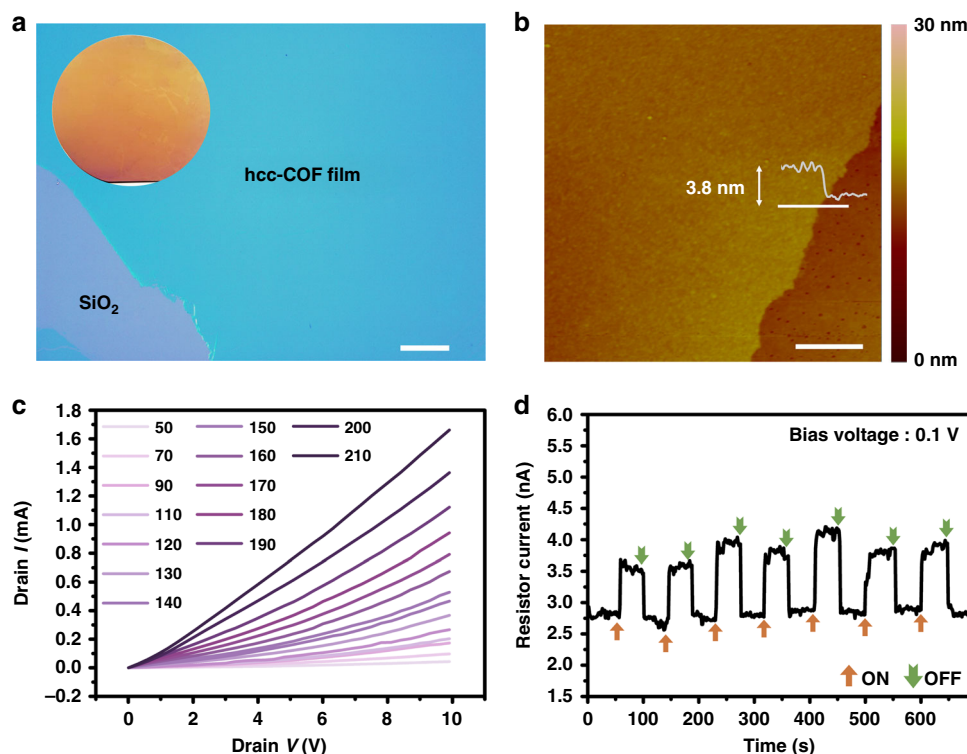 a
hcc-COF film
SiO₂
b
30 nm
3.8 nm
0 nm
c
Drain I (mA)
1.8
1.6
1.4
1.2
1.0
0.8
0.6
0.4
0.2
0.0
−0.2
50 150 200
70 160 210
90 170
110 180
120 190
130
140
0 2 4 6 8 10
Drain V (V)
d
Resistor current (nA)
6.0
5.5
5.0
4.5
4.0
3.5
3.0
2.5
2.0
1.5
Bias voltage : 0.1 V
ON OFF
0 100 200 300 400 500 600
Time (s)